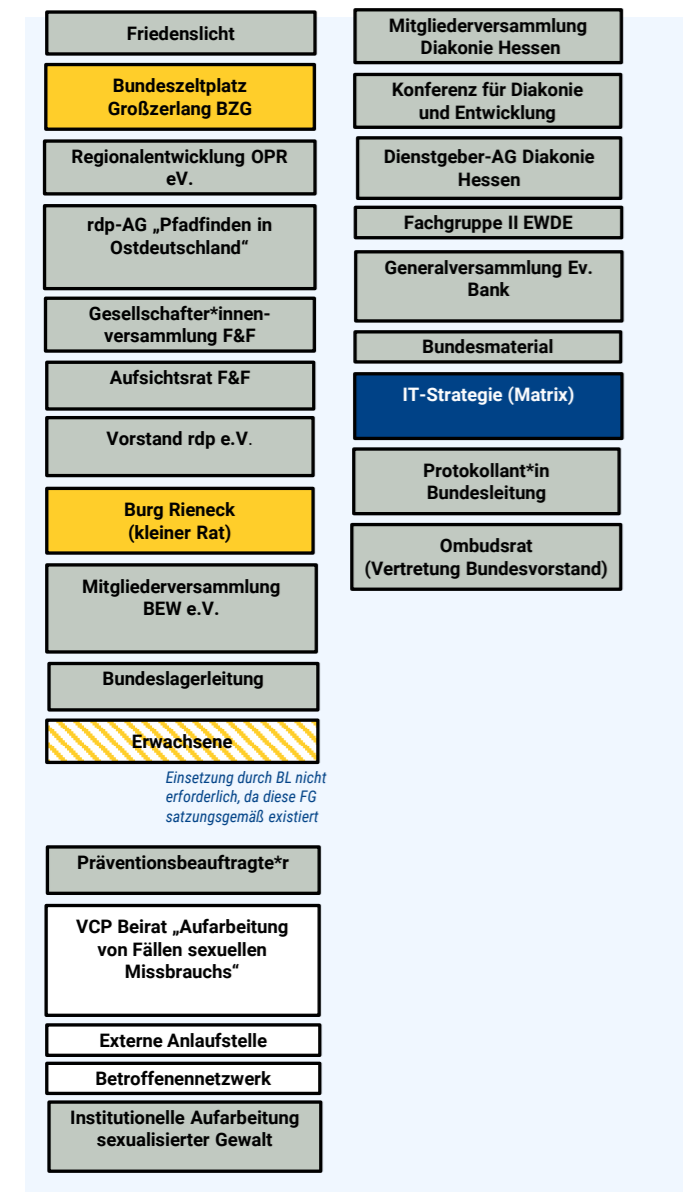 Friedenslicht
Bundeszeltplatz
Großzerlang BZG
Regionalentwicklung OPR
eV.
rdp-AG „Pfadfinden in
Ostdeutschland“
Gesellschafter*innen-
versammlung F&F
Aufsichtsrat F&F
Vorstand rdp e.V.
Burg Rieneck
(kleiner Rat)
Mitgliederversammlung
BEW e.V.
Bundeslagerleitung
Erwachsene
Einsetzung durch BL nicht
erforderlich, da diese FG
satzungsgemäß existiert
Präventionsbeauftragte*r
VCP Beirat „Aufarbeitung
von Fällen sexuellen
Missbrauchs“
Externe Anlaufstelle
Betroffenennetzwerk
Institutionelle Aufarbeitung
sexualisierter Gewalt
Mitgliederversammlung
Diakonie Hessen
Konferenz für Diakonie
und Entwicklung
Dienstgeber-AG Diakonie
Hessen
Fachgruppe II EWDE
Generalversammlung Ev.
Bank
Bundesmaterial
IT-Strategie (Matrix)
Protokollant*in
Bundesleitung
Ombudsrat
(Vertretung Bundesvorstand)